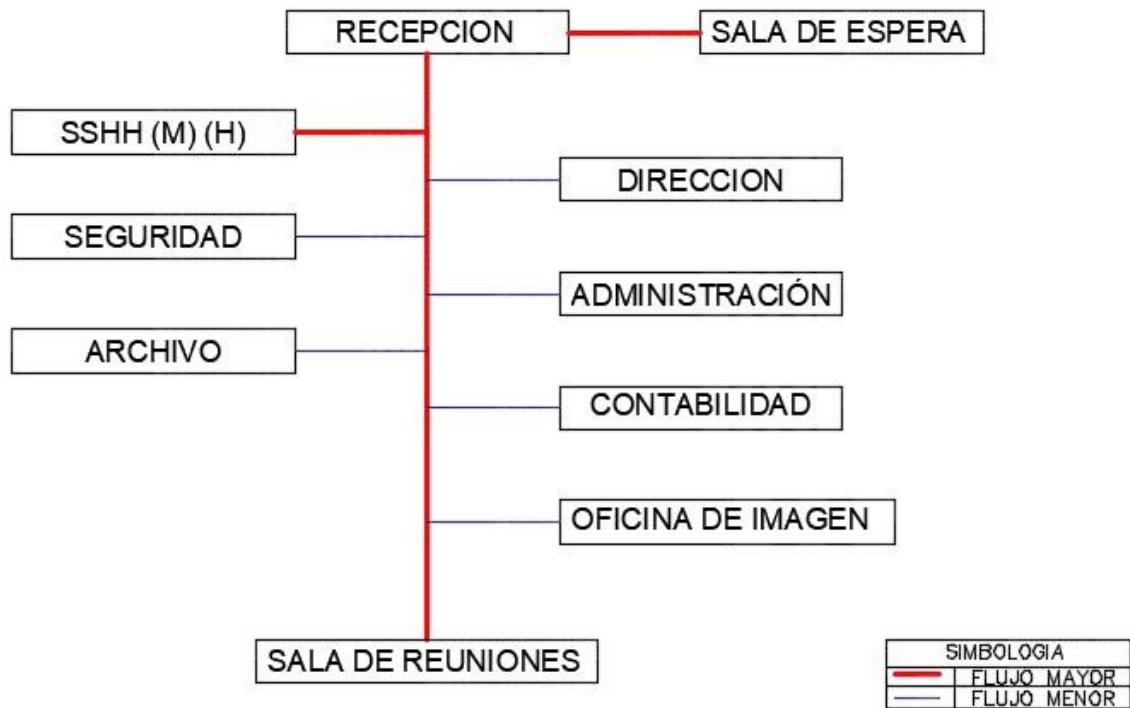 RECEPCION
SALA DE ESPERA
SSHH (M) (H)
DIRECCION
SEGURIDAD
ADMINISTRACIÓN
ARCHIVO
CONTABILIDAD
OFICINA DE IMAGEN
SALA DE REUNIONES
SIMBOLOGIA
FLUJO MAYOR
FLUJO MENOR